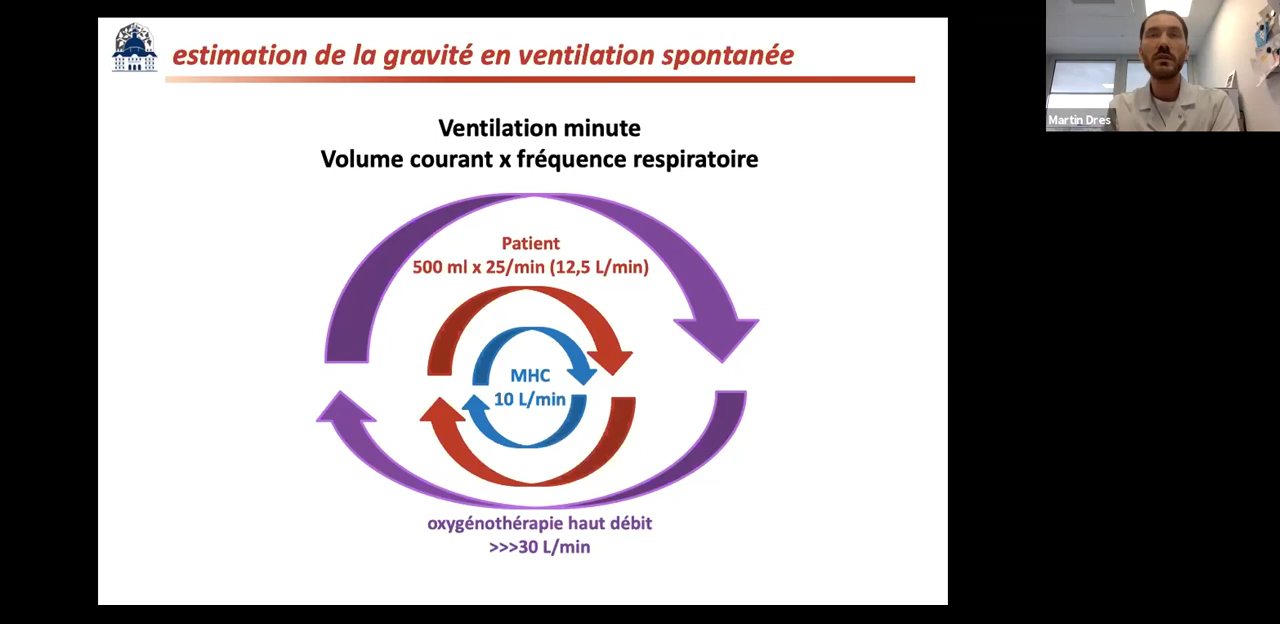 estimation de la gravité en ventilation spontanée
Martin Dres
Ventilation minute
Volume courant x fréquence respiratoire
Patient
500 ml x 25/min (12,5 L/min)
MHC
10 L/min
oxygénothérapie haut débit
>>>30 L/min